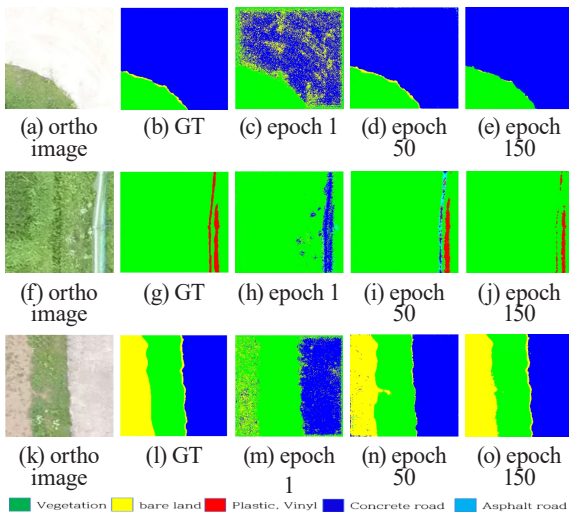 (a) ortho image
(b) GT
(c) epoch 1
(d) epoch 50
(e) epoch 150
(f) ortho image
(g) GT
(h) epoch 1
(i) epoch 50
(j) epoch 150
(k) ortho image
(l) GT
(m) epoch 1
(n) epoch 50
(o) epoch 150
Vegetation
bare land
Plastic, Vinyl
Concrete road
Asphalt road